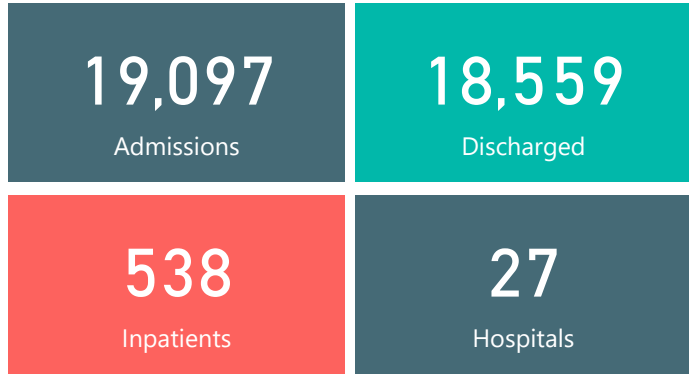 19,097
Admissions
18,559
Discharged
538
Inpatients
27
Hospitals